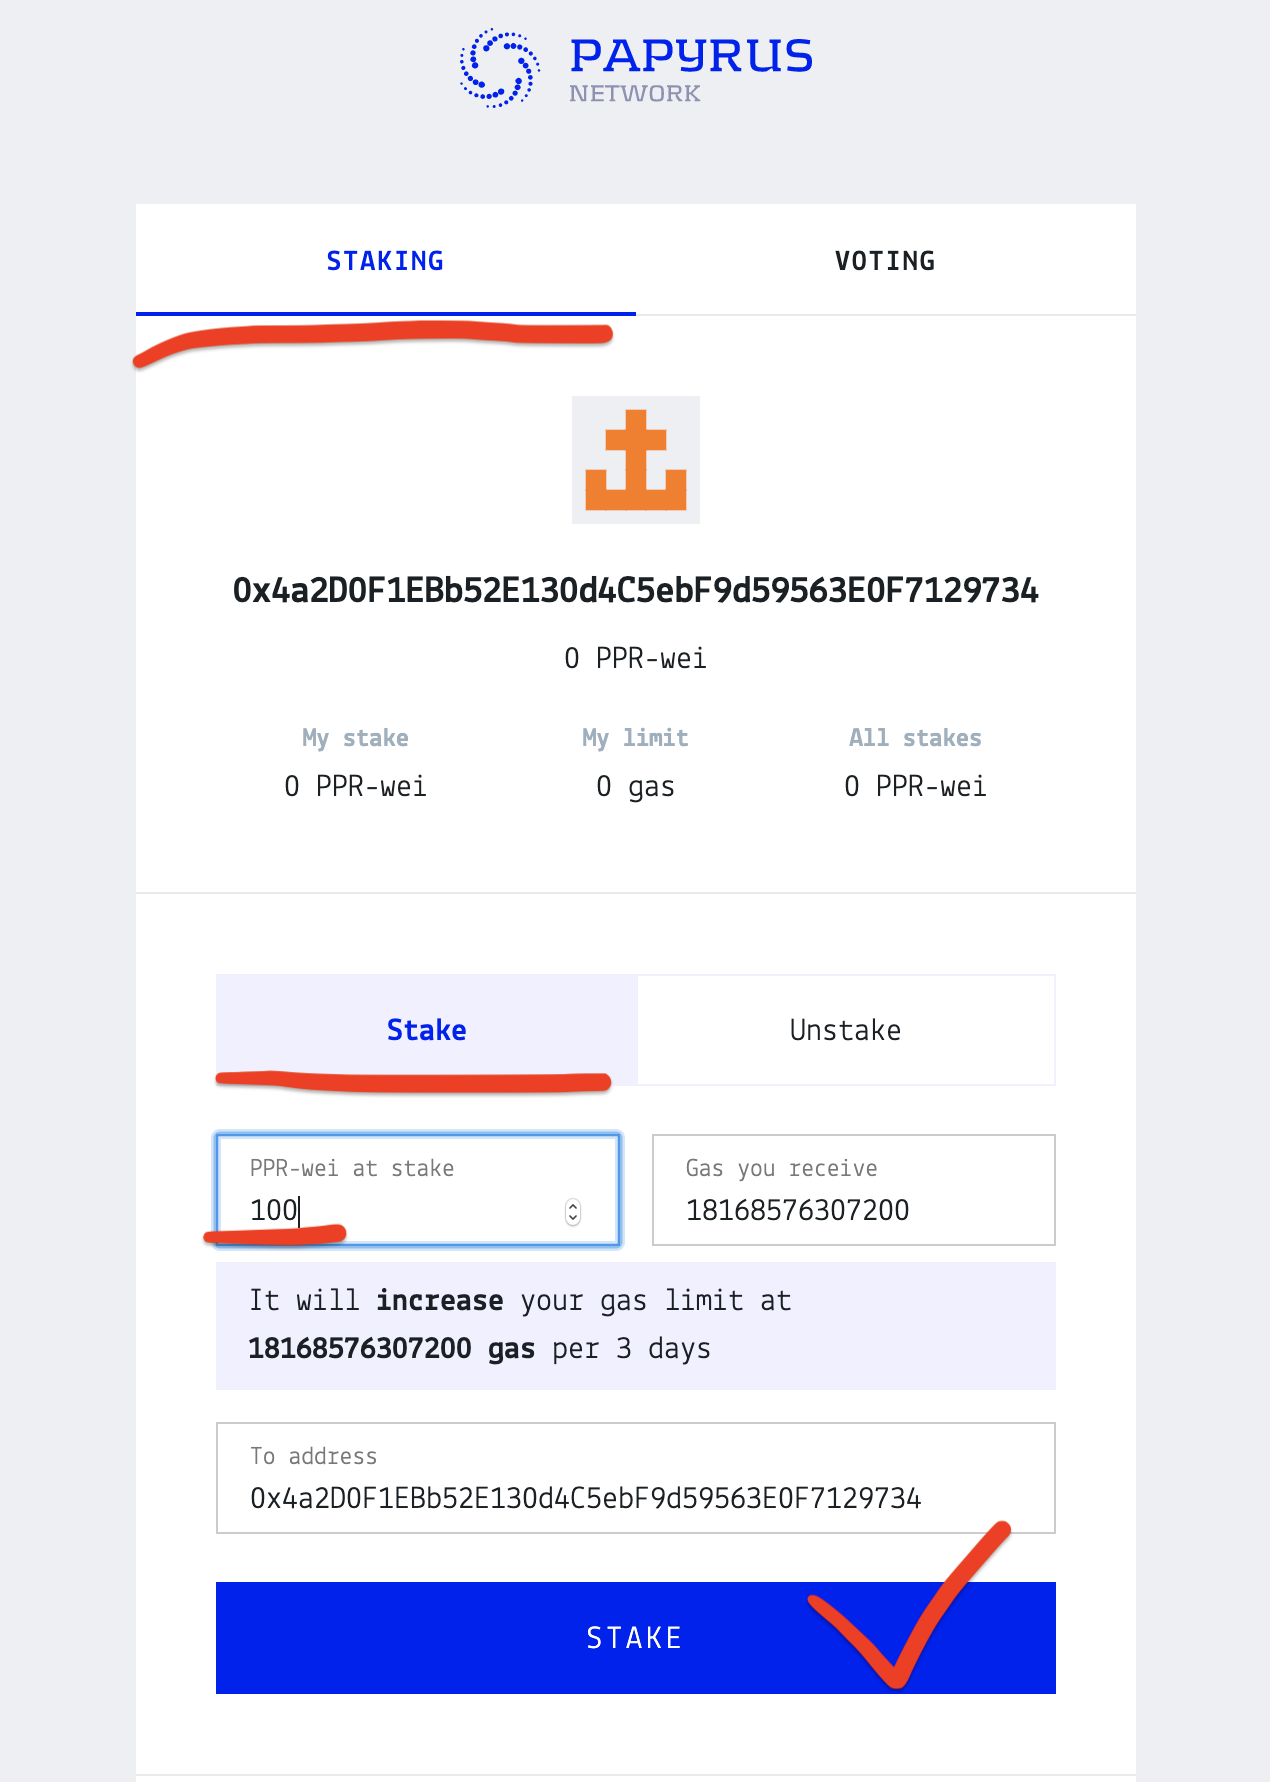 PAPYRUS
NETWORK
STAKING VOTING
0x4a2D0F1EBb52E130d4C5ebF9d59563E0F7129734
0 PPR-wei
My stake My limit All stakes
0 PPR-wei 0 gas 0 PPR-wei
Stake Unstake
PPR-wei at stake Gas you receive
100 18168576307200
It will increase your gas limit at
18168576307200 gas per 3 days
To address
0x4a2D0F1EBb52E130d4C5ebF9d59563E0F7129734
STAKE